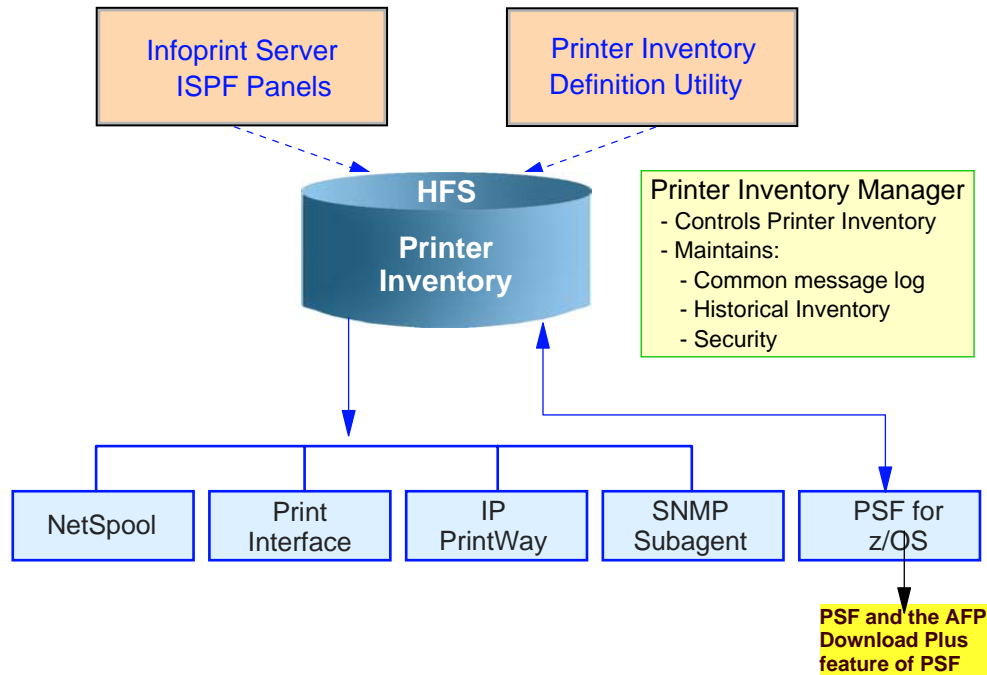 Infoprint Server
ISPF Panels
Printer Inventory
Definition Utility
HFS
Printer
Inventory
Printer Inventory Manager
- Controls Printer Inventory
- Maintains:
- Common message log
- Historical Inventory
- Security
NetSpool
Print
Interface
IP
PrintWay
SNMP
Subagent
PSF for
z/OS
PSF and the AFP
Download Plus
feature of PSF